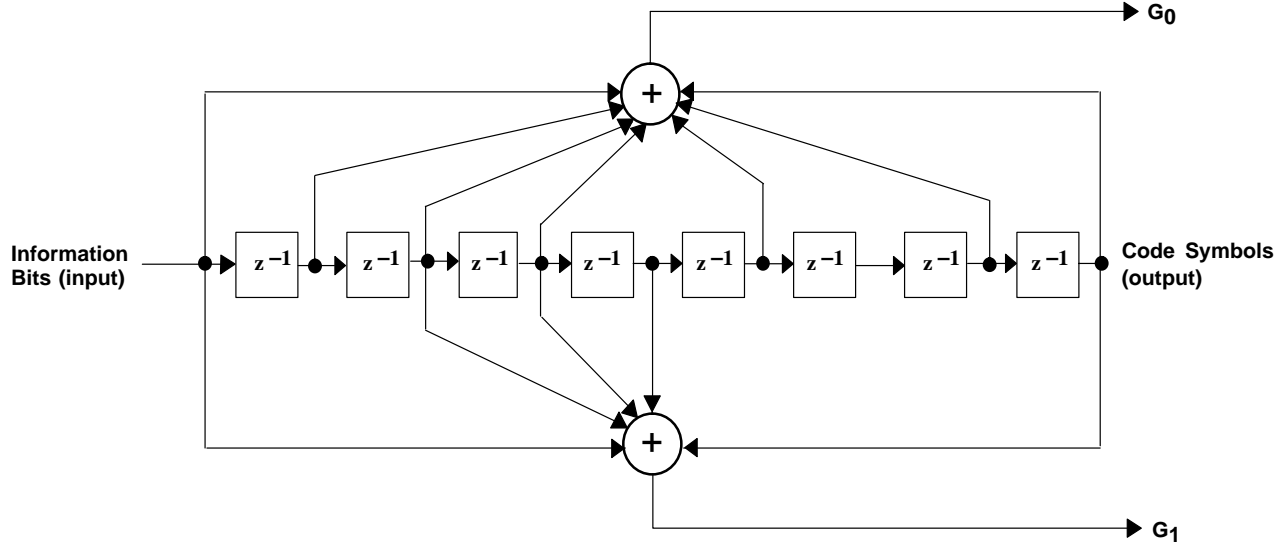 G0
+
Information
Bits (input)
z−1 z−1 z−1 z−1 z−1 z−1 z−1 z−1
Code Symbols
(output)
+
G1